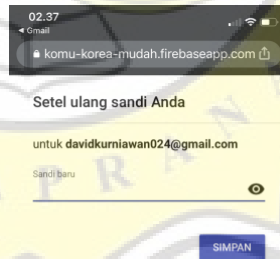 02.37
◀ Gmail
komu-korea-mudah.firebaseapp.com
Setel ulang sandi Anda
untuk davidkurniawan024@gmail.com
Sandi baru
SIMPAN